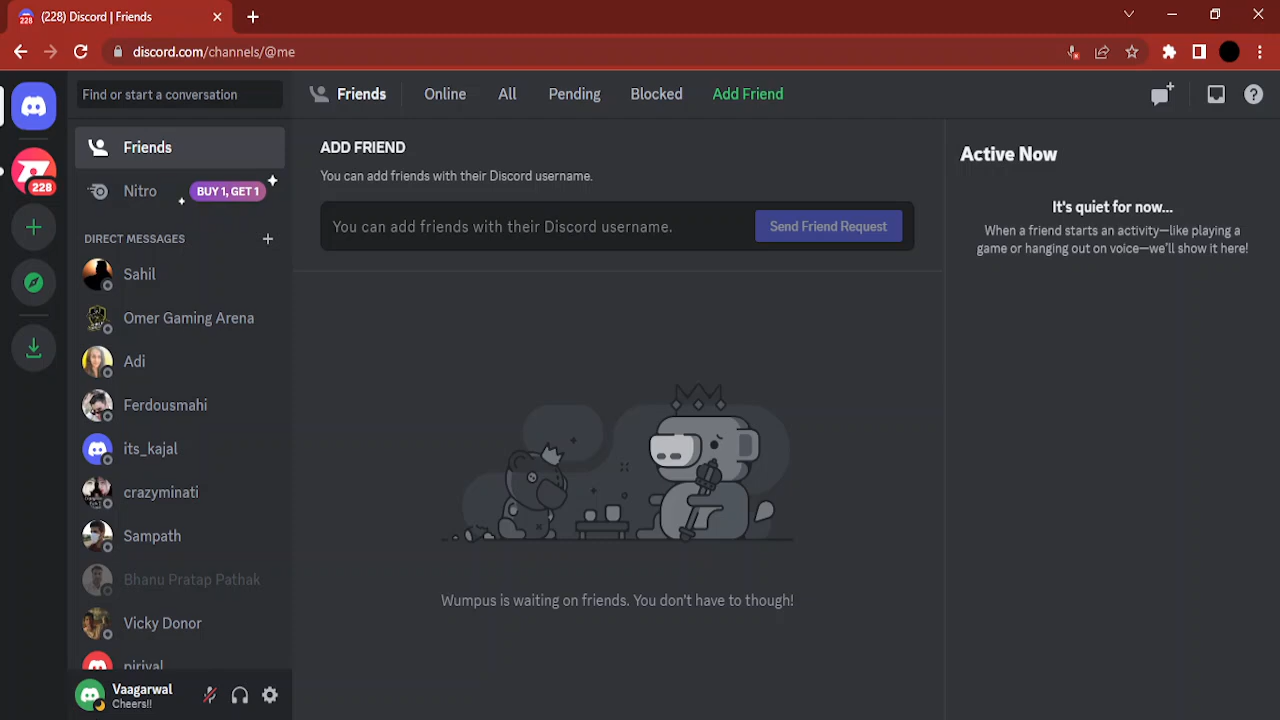 (228) Discord | Friends
228
discord.com/channels/@me
228
Find or start a conversation
Friends
Nitro
BUY 1, GET 1
DIRECT MESSAGES
Sahil
Omer Gaming Arena
Adi
Ferdousmahi
its_kajal
crazyminati
Sampath
Bhanu Pratap Pathak
Vicky Donor
Vaagarwal
Cheers!!
Friends
Online
All
Pending
Blocked
Add Friend
ADD FRIEND
You can add friends with their Discord username.
You can add friends with their Discord username.
Send Friend Request
Wumpus is waiting on friends. You don't have to though!
Active Now
It's quiet for now...
When a friend starts an activity—like playing a
game or hanging out on voice—we'll show it here!